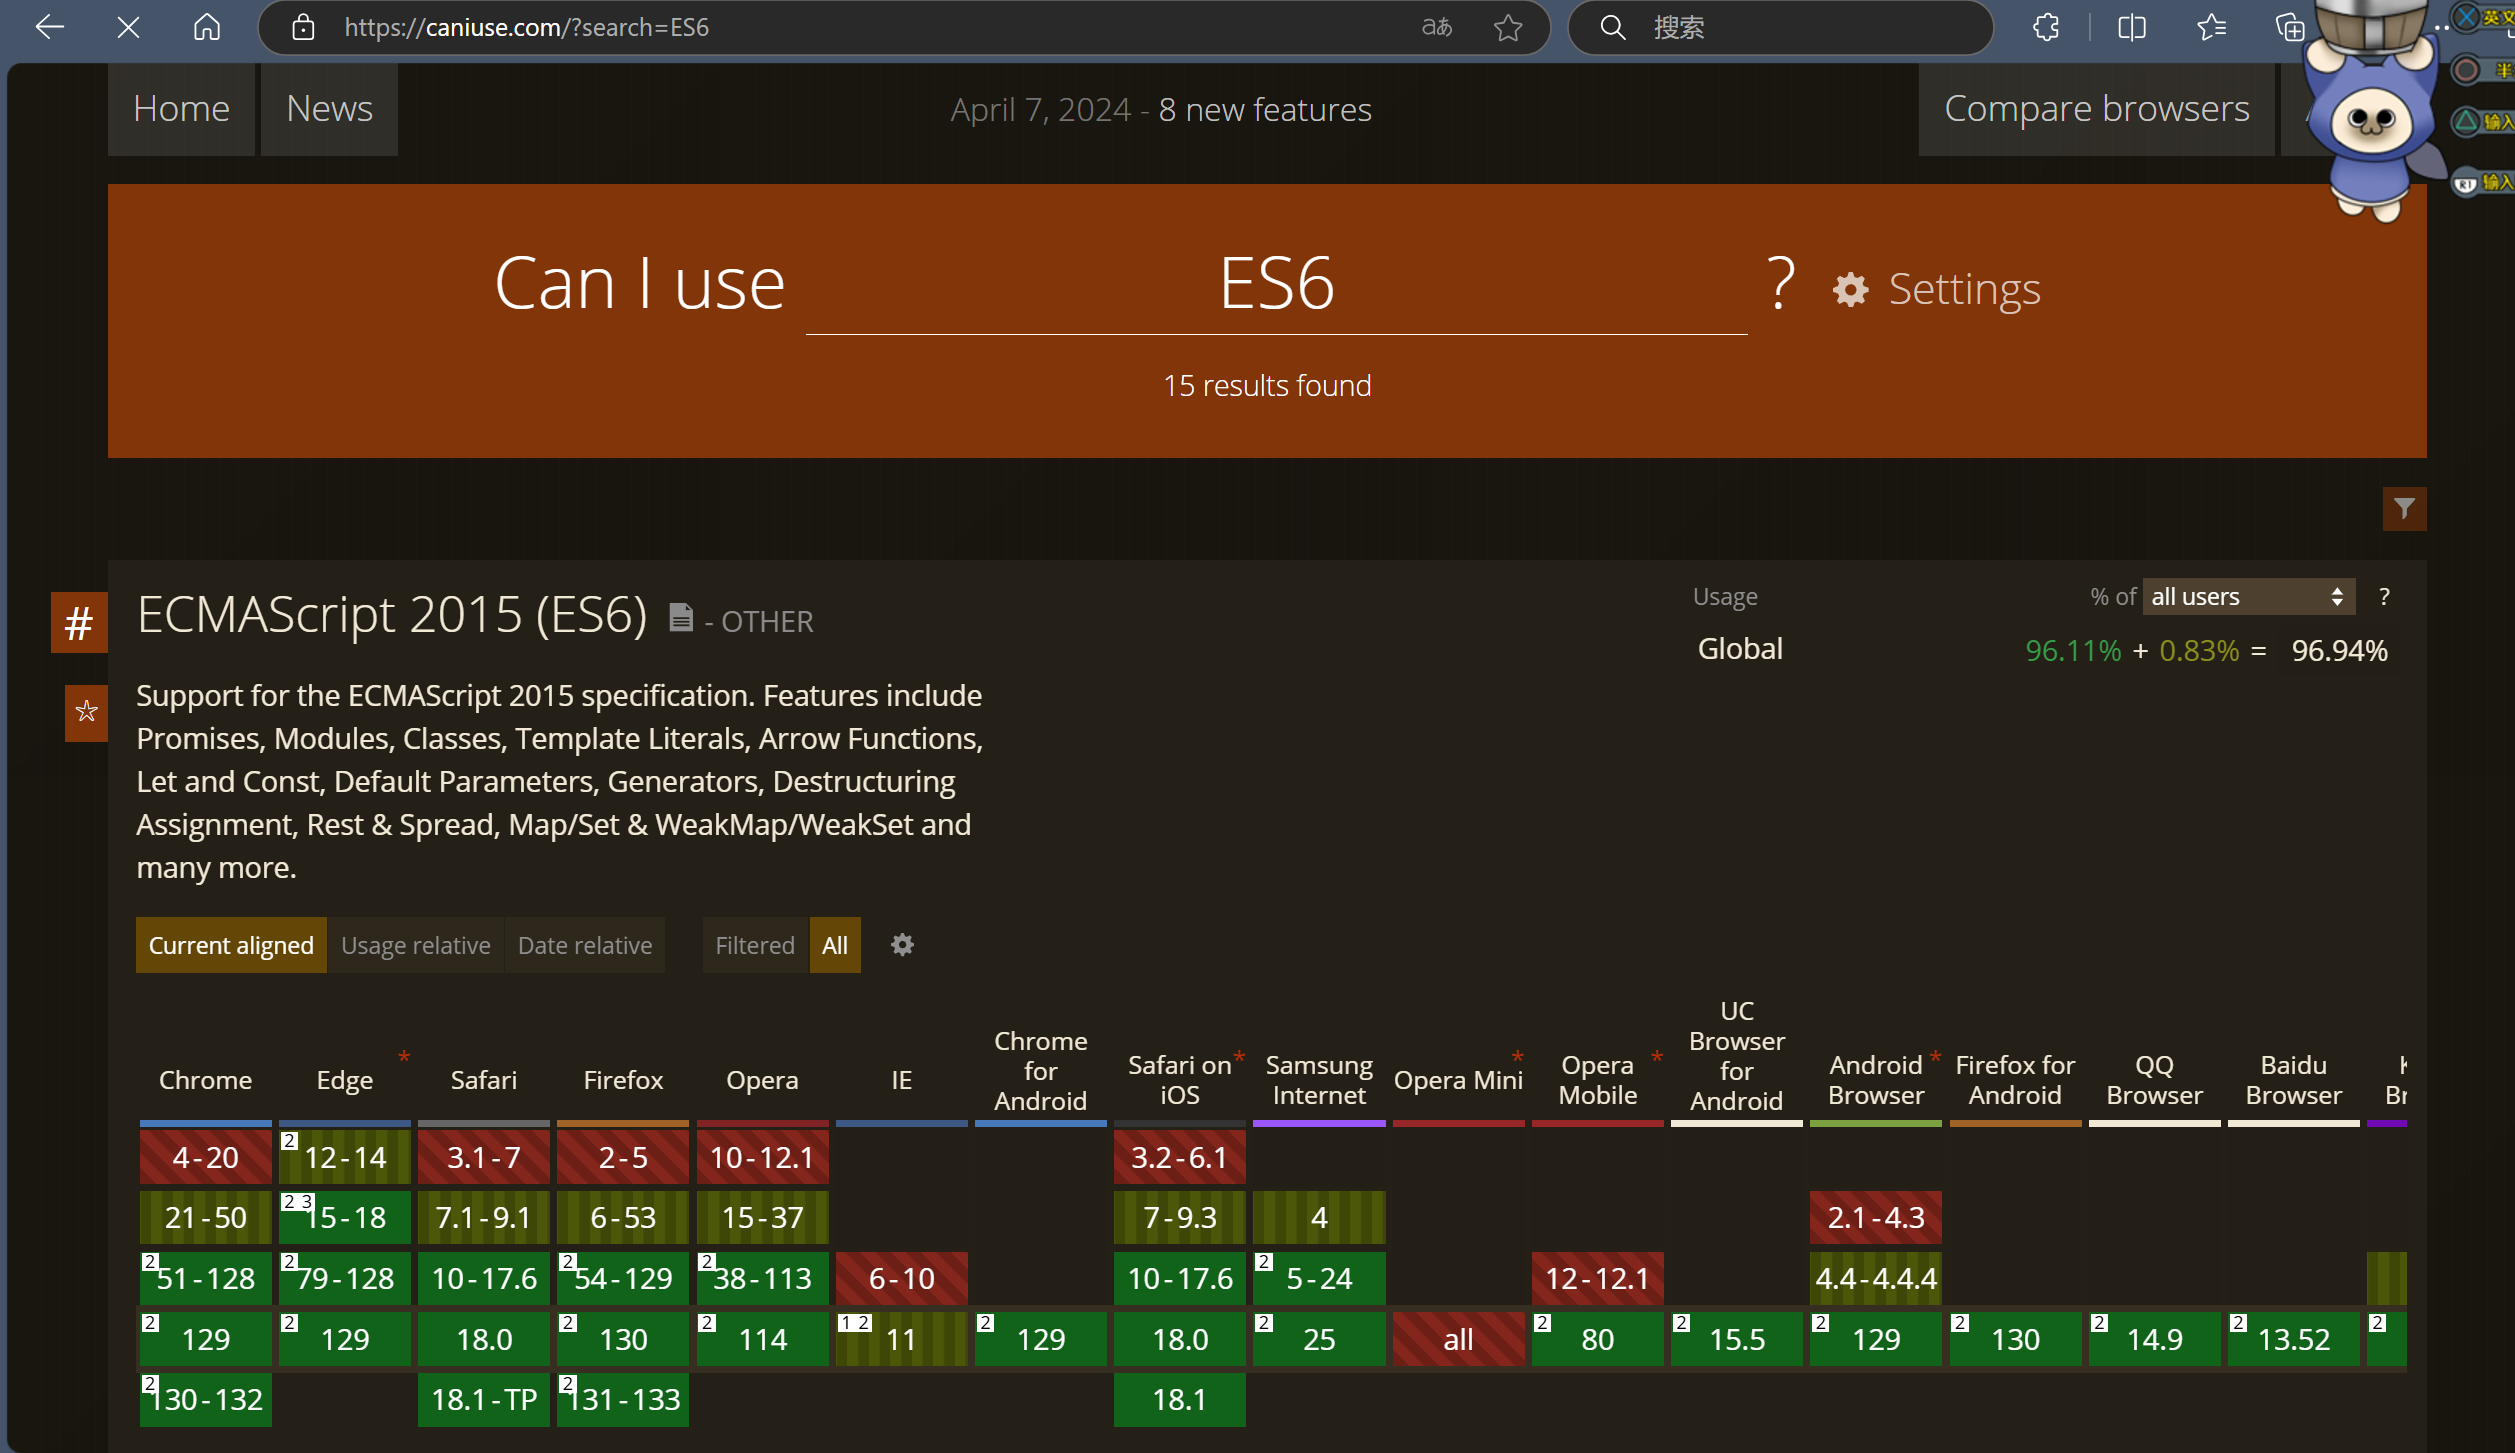 https://caniuse.com/?search=ES6
aあ
搜索
英文
半
输入
R1 输入
Home News April 7, 2024 - 8 new features Compare browsers
Can I use ES6 ? Settings
15 results found
# ECMAScript 2015 (ES6) - OTHER
Usage % of all users ?
Global 96.11% + 0.83% = 96.94%
Support for the ECMAScript 2015 specification. Features include
Promises, Modules, Classes, Template Literals, Arrow Functions,
Let and Const, Default Parameters, Generators, Destructuring
Assignment, Rest & Spread, Map/Set & WeakMap/WeakSet and
many more.
Current aligned Usage relative Date relative Filtered All
Chrome
Edge *
Safari
Firefox
Opera
IE
Chrome
for
Android
Safari on *
iOS
Samsung
Internet
Opera Mini *
Opera *
Mobile
UC
Browser
for
Android
Android *
Browser
Firefox for
Android
QQ
Browser
Baidu
Browser
4-20 2 12-14 3.1-7 2-5 10-12.1 3.2-6.1
21-50 2 3 15-18 7.1-9.1 6-53 15-37 7-9.3 4 2.1-4.3
2 51-128 2 79-128 10-17.6 2 54-129 2 38-113 6-10 10-17.6 2 5-24 12-12.1 4.4-4.4.4
2 129 2 129 18.0 2 130 2 114 1 2 11 2 129 18.0 2 25 all 2 80 2 15.5 2 129 2 130 2 14.9 2 13.52 2
2 130-132 18.1-TP 2 131-133 18.1